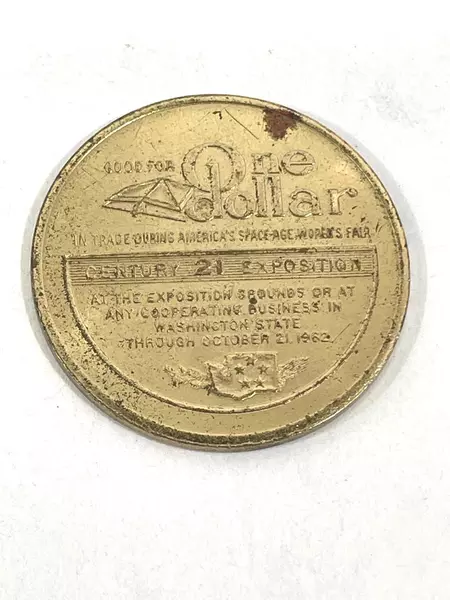 GOOD FOR One
dollar
IN TRADE DURING AMERICA'S SPACE-AGE WORLD'S FAIR
CENTURY 21 EXPOSITION
AT THE EXPOSITION GROUNDS OR AT
ANY COOPERATING BUSINESS IN
WASHINGTON STATE
THROUGH OCTOBER 21, 1962